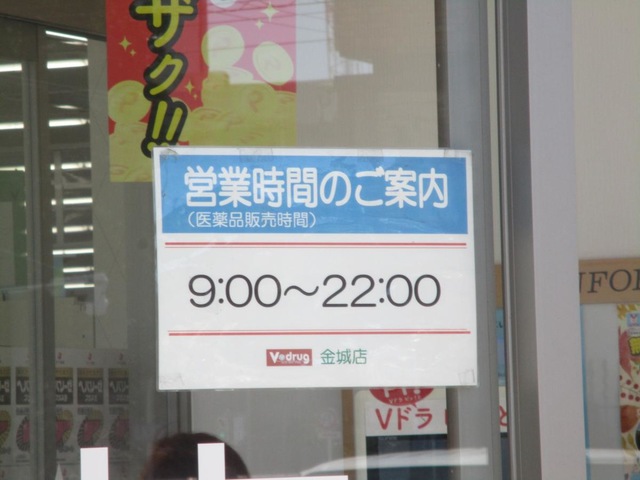 ザク!!
営業時間のご案内
(医薬品販売時間)
9:00〜22:00
V drug 金城店
Vドラ